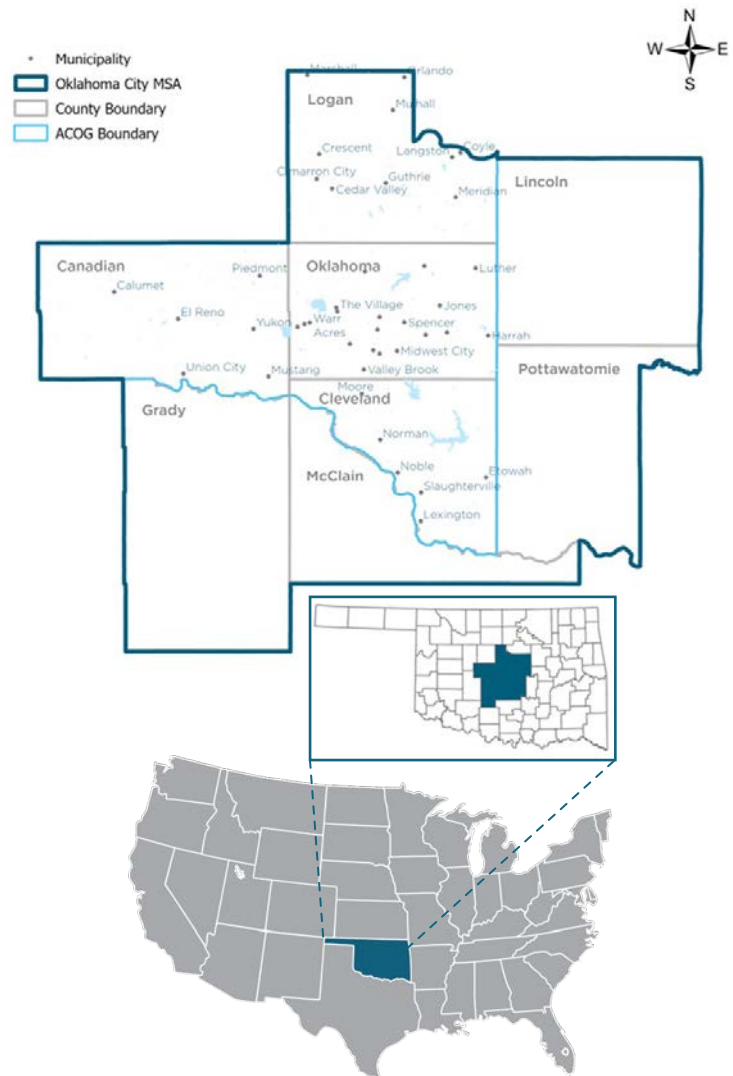 N
W E
S
Municipality
Oklahoma City MSA
County Boundary
ACOG Boundary
Marshall
Orlando
Logan
Mulhall
Crescent
Langston
Coyle
Cimarron City
Guthrie
Cedar Valley
Meridian
Lincoln
Canadian
Piedmont
Oklahoma
Luther
Calumet
The Village
Jones
El Reno
Yukon
Warr
Acres
Spencer
Harrah
Midwest City
Union City
Mustang
Valley Brook
Pottawatomie
Moore
Cleveland
Grady
Norman
McClain
Noble
Etowah
Slaughterville
Lexington